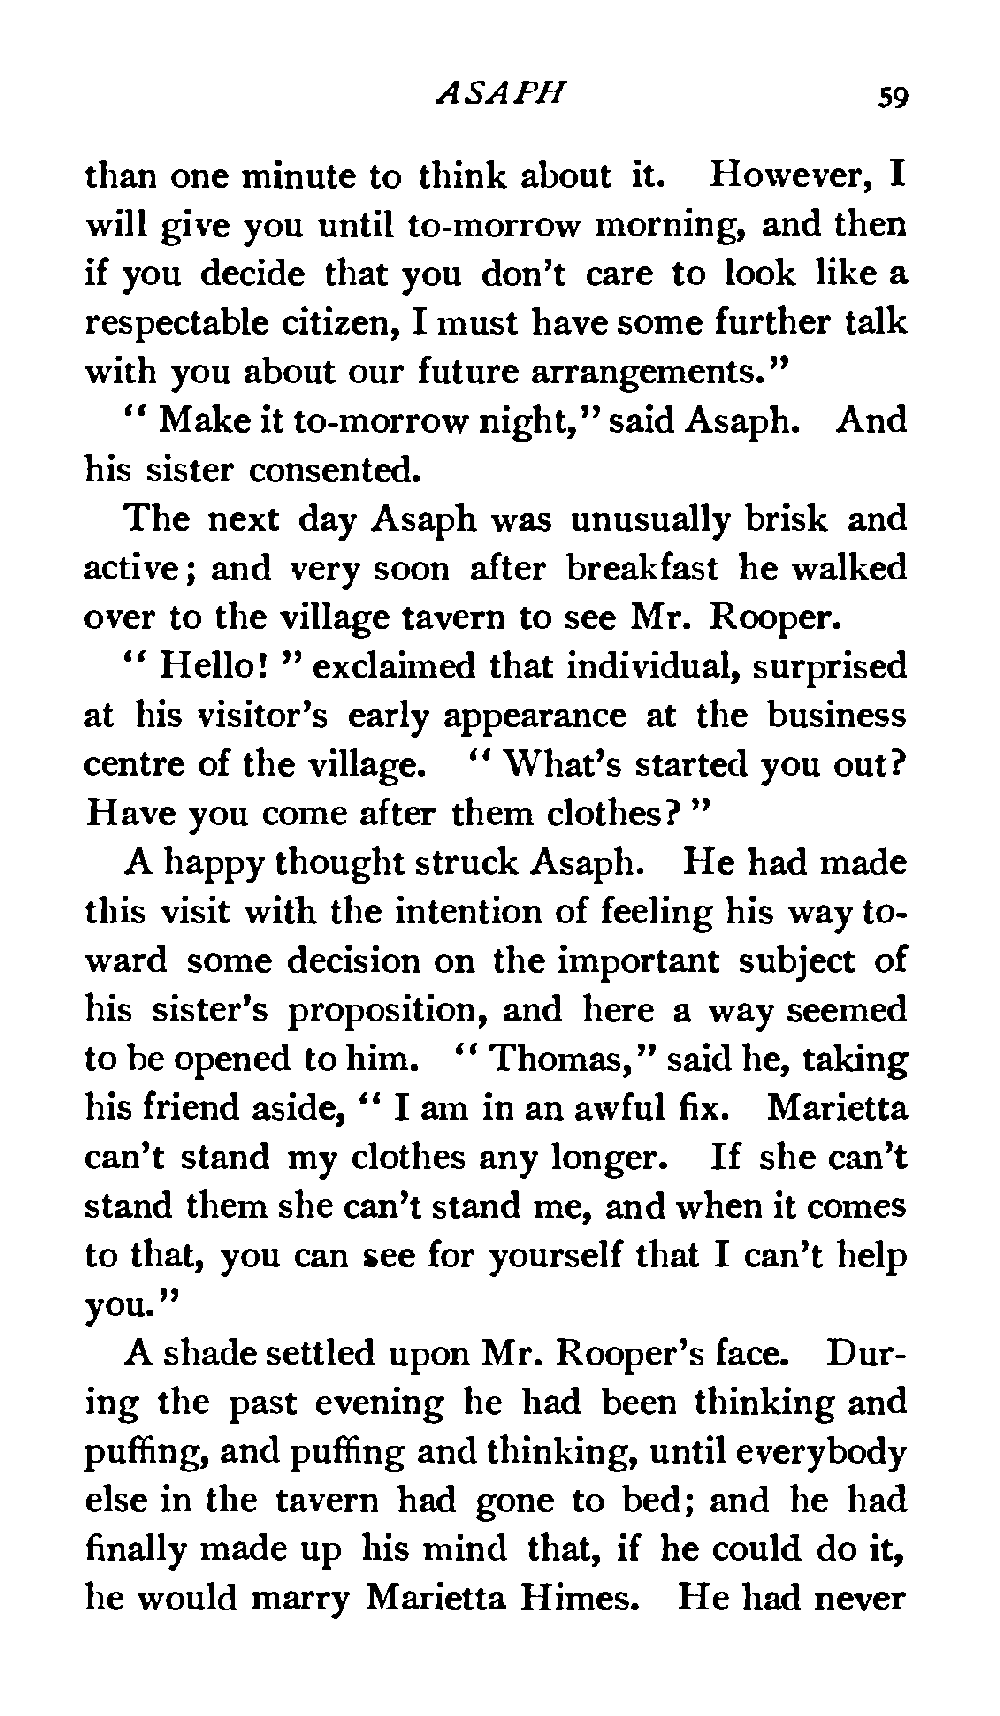 ASAPH 59
than one minute to think about it. However, I
will give you until to-morrow morning, and then
if you decide that you don't care to look like a
respectable citizen, I must have some further talk
with you about our future arrangements."
"Make it to-morrow night," said Asaph. And
his sister consented.
The next day Asaph was unusually brisk and
active; and very soon after breakfast he walked
over to the village tavern to see Mr. Rooper.
"Hello!" exclaimed that individual, surprised
at his visitor's early appearance at the business
centre of the village. "What's started you out?
Have you come after them clothes?"
A happy thought struck Asaph. He had made
this visit with the intention of feeling his way to-
ward some decision on the important subject of
his sister's proposition, and here a way seemed
to be opened to him. "Thomas," said he, taking
his friend aside, "I am in an awful fix. Marietta
can't stand my clothes any longer. If she can't
stand them she can't stand me, and when it comes
to that, you can see for yourself that I can't help
you."
A shade settled upon Mr. Rooper's face. Dur-
ing the past evening he had been thinking and
puffing, and puffing and thinking, until everybody
else in the tavern had gone to bed; and he had
finally made up his mind that, if he could do it,
he would marry Marietta Himes. He had never